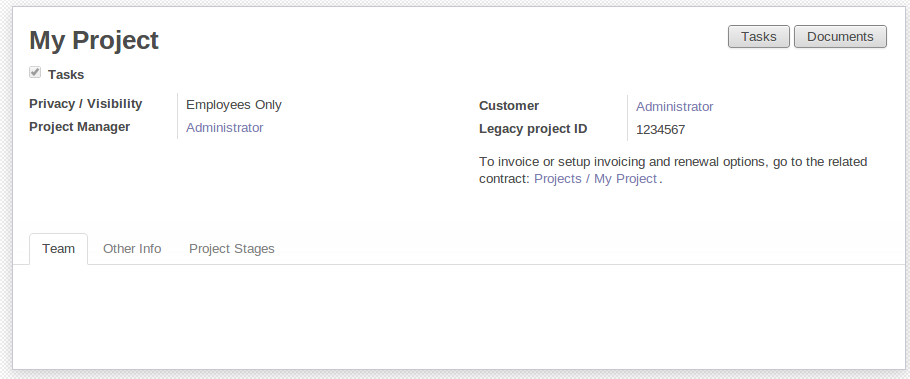 My Project
Tasks Documents
Tasks
Privacy / Visibility Employees Only
Project Manager Administrator
Customer Administrator
Legacy project ID 1234567
To invoice or setup invoicing and renewal options, go to the related
contract: Projects / My Project .
Team Other Info Project Stages